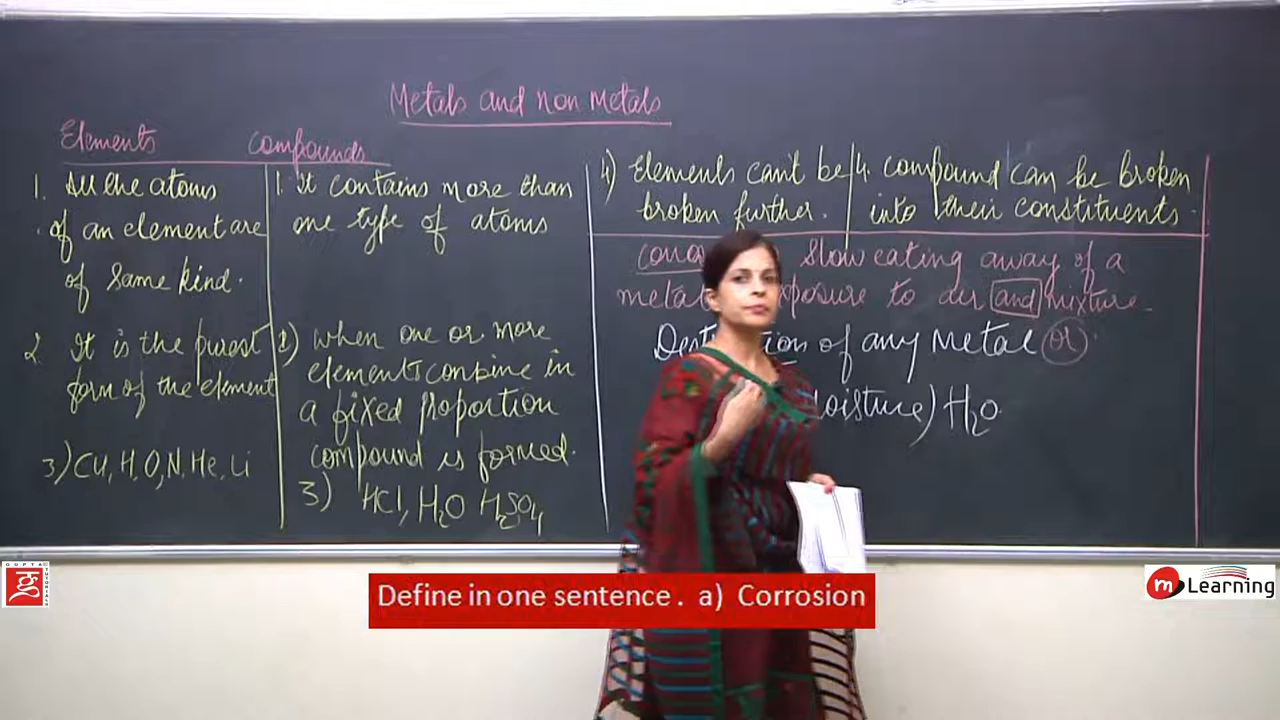 Metals and non Metals
Elements
compounds
1. All the atoms
of an element are
of same kind.
2. It is the purest
form of the element
3) Cu, H, O, N, He, Li
1. It contains more than
one type of atoms
2) when one or more
elements combine in
a fixed proportion
compound is formed.
3) HCl, H2O H2SO4
4) Elements can't be
broken further.
4. compound can be broken
into their constituents.
slow eating away of a
metal exposure to air and mixture.
of any Metal or
H2O
Define in one sentence . a) Corrosion
GUPTA TUTORIALS
m Learning